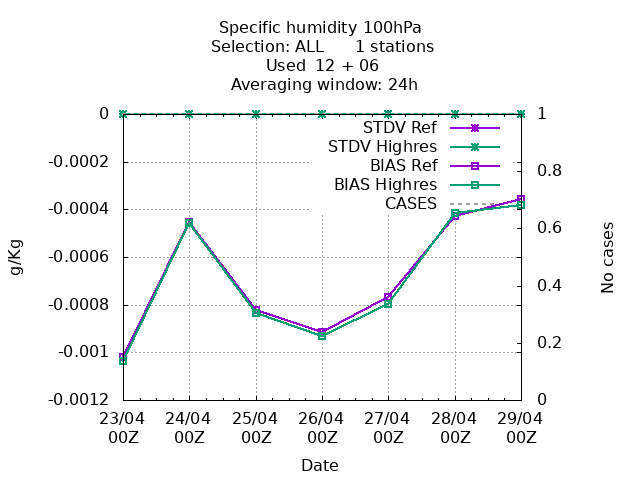 Specific humidity 100hPa
Selection: ALL 1 stations
Used 12 + 06
Averaging window: 24h
0
-0.0002
-0.0004
-0.0006
-0.0008
-0.001
-0.0012
g/Kg
STDV Ref
STDV Highres
BIAS Ref
BIAS Highres
CASES
1
0.8
0.6
0.4
0.2
0
No cases
23/04 24/04 25/04 26/04 27/04 28/04 29/04
00Z 00Z 00Z 00Z 00Z 00Z 00Z
Date